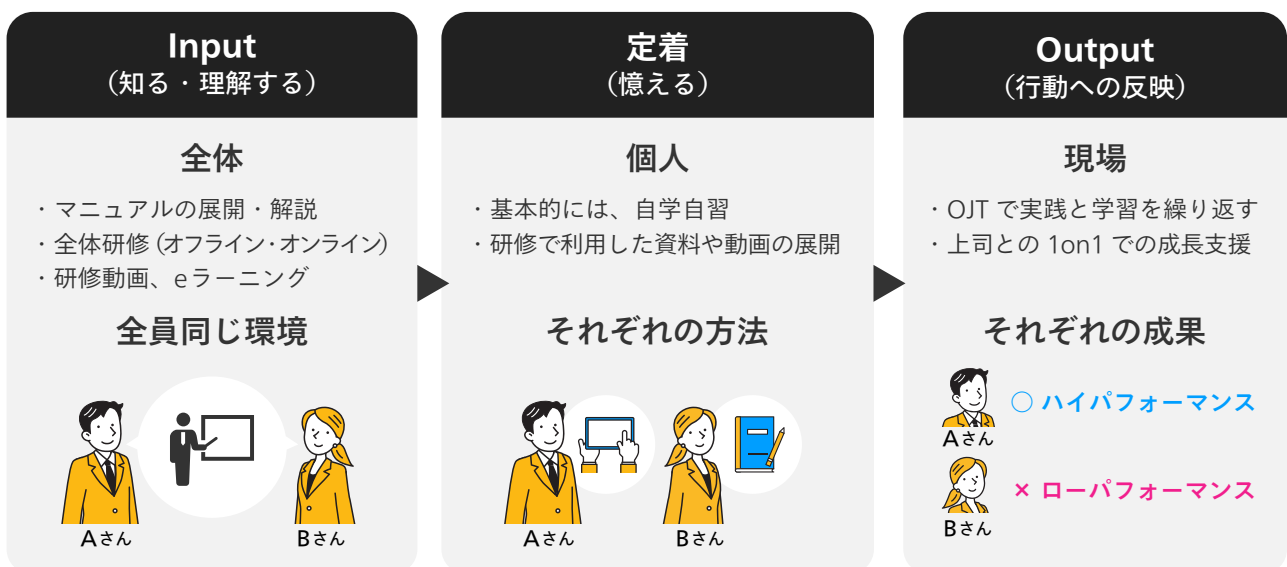 Input
（知る・理解する）
全体
・マニュアルの展開・解説
・全体研修（オフライン・オンライン）
・研修動画、eラーニング
全員同じ環境
Aさん
Bさん
定着
（憶える）
個人
・基本的には、自学自習
・研修で利用した資料や動画の展開
それぞれの方法
Aさん
Bさん
Output
（行動への反映）
現場
・OJTで実践と学習を繰り返す
・上司との1on1での成長支援
それぞれの成果
○ ハイパフォーマンス
Aさん
× ローパフォーマンス
Bさん